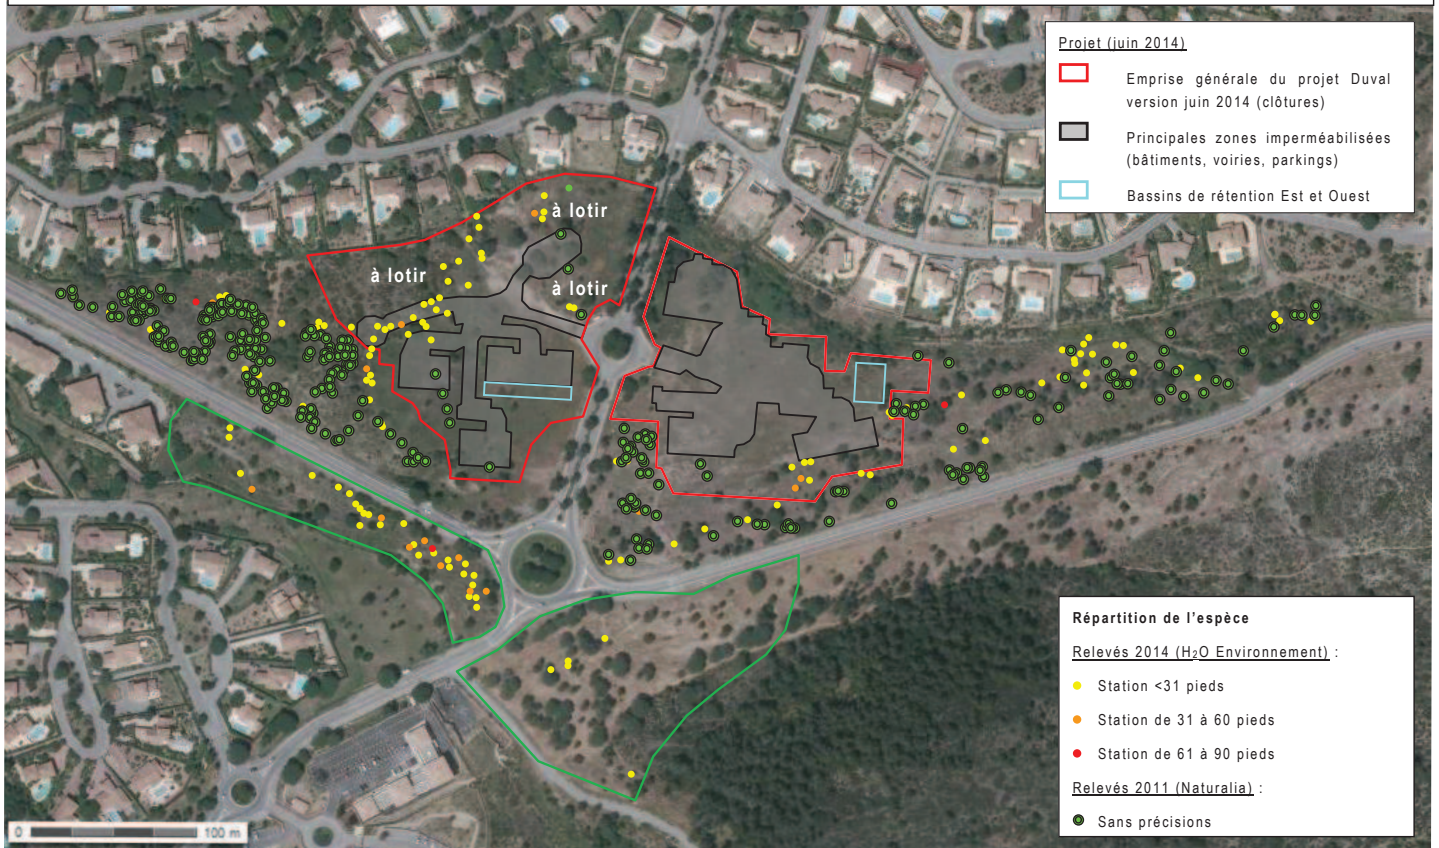 Projet (juin 2014)
Emprise générale du projet Duval
version juin 2014 (clôtures)
Principales zones imperméabilisées
(bâtiments, voiries, parkings)
Bassins de rétention Est et Ouest
à lotir
à lotir
à lotir
Répartition de l'espèce
Relevés 2014 (H2O Environnement) :
Station <31 pieds
Station de 31 à 60 pieds
Station de 61 à 90 pieds
Relevés 2011 (Naturalia) :
Sans précisions
0 100 m